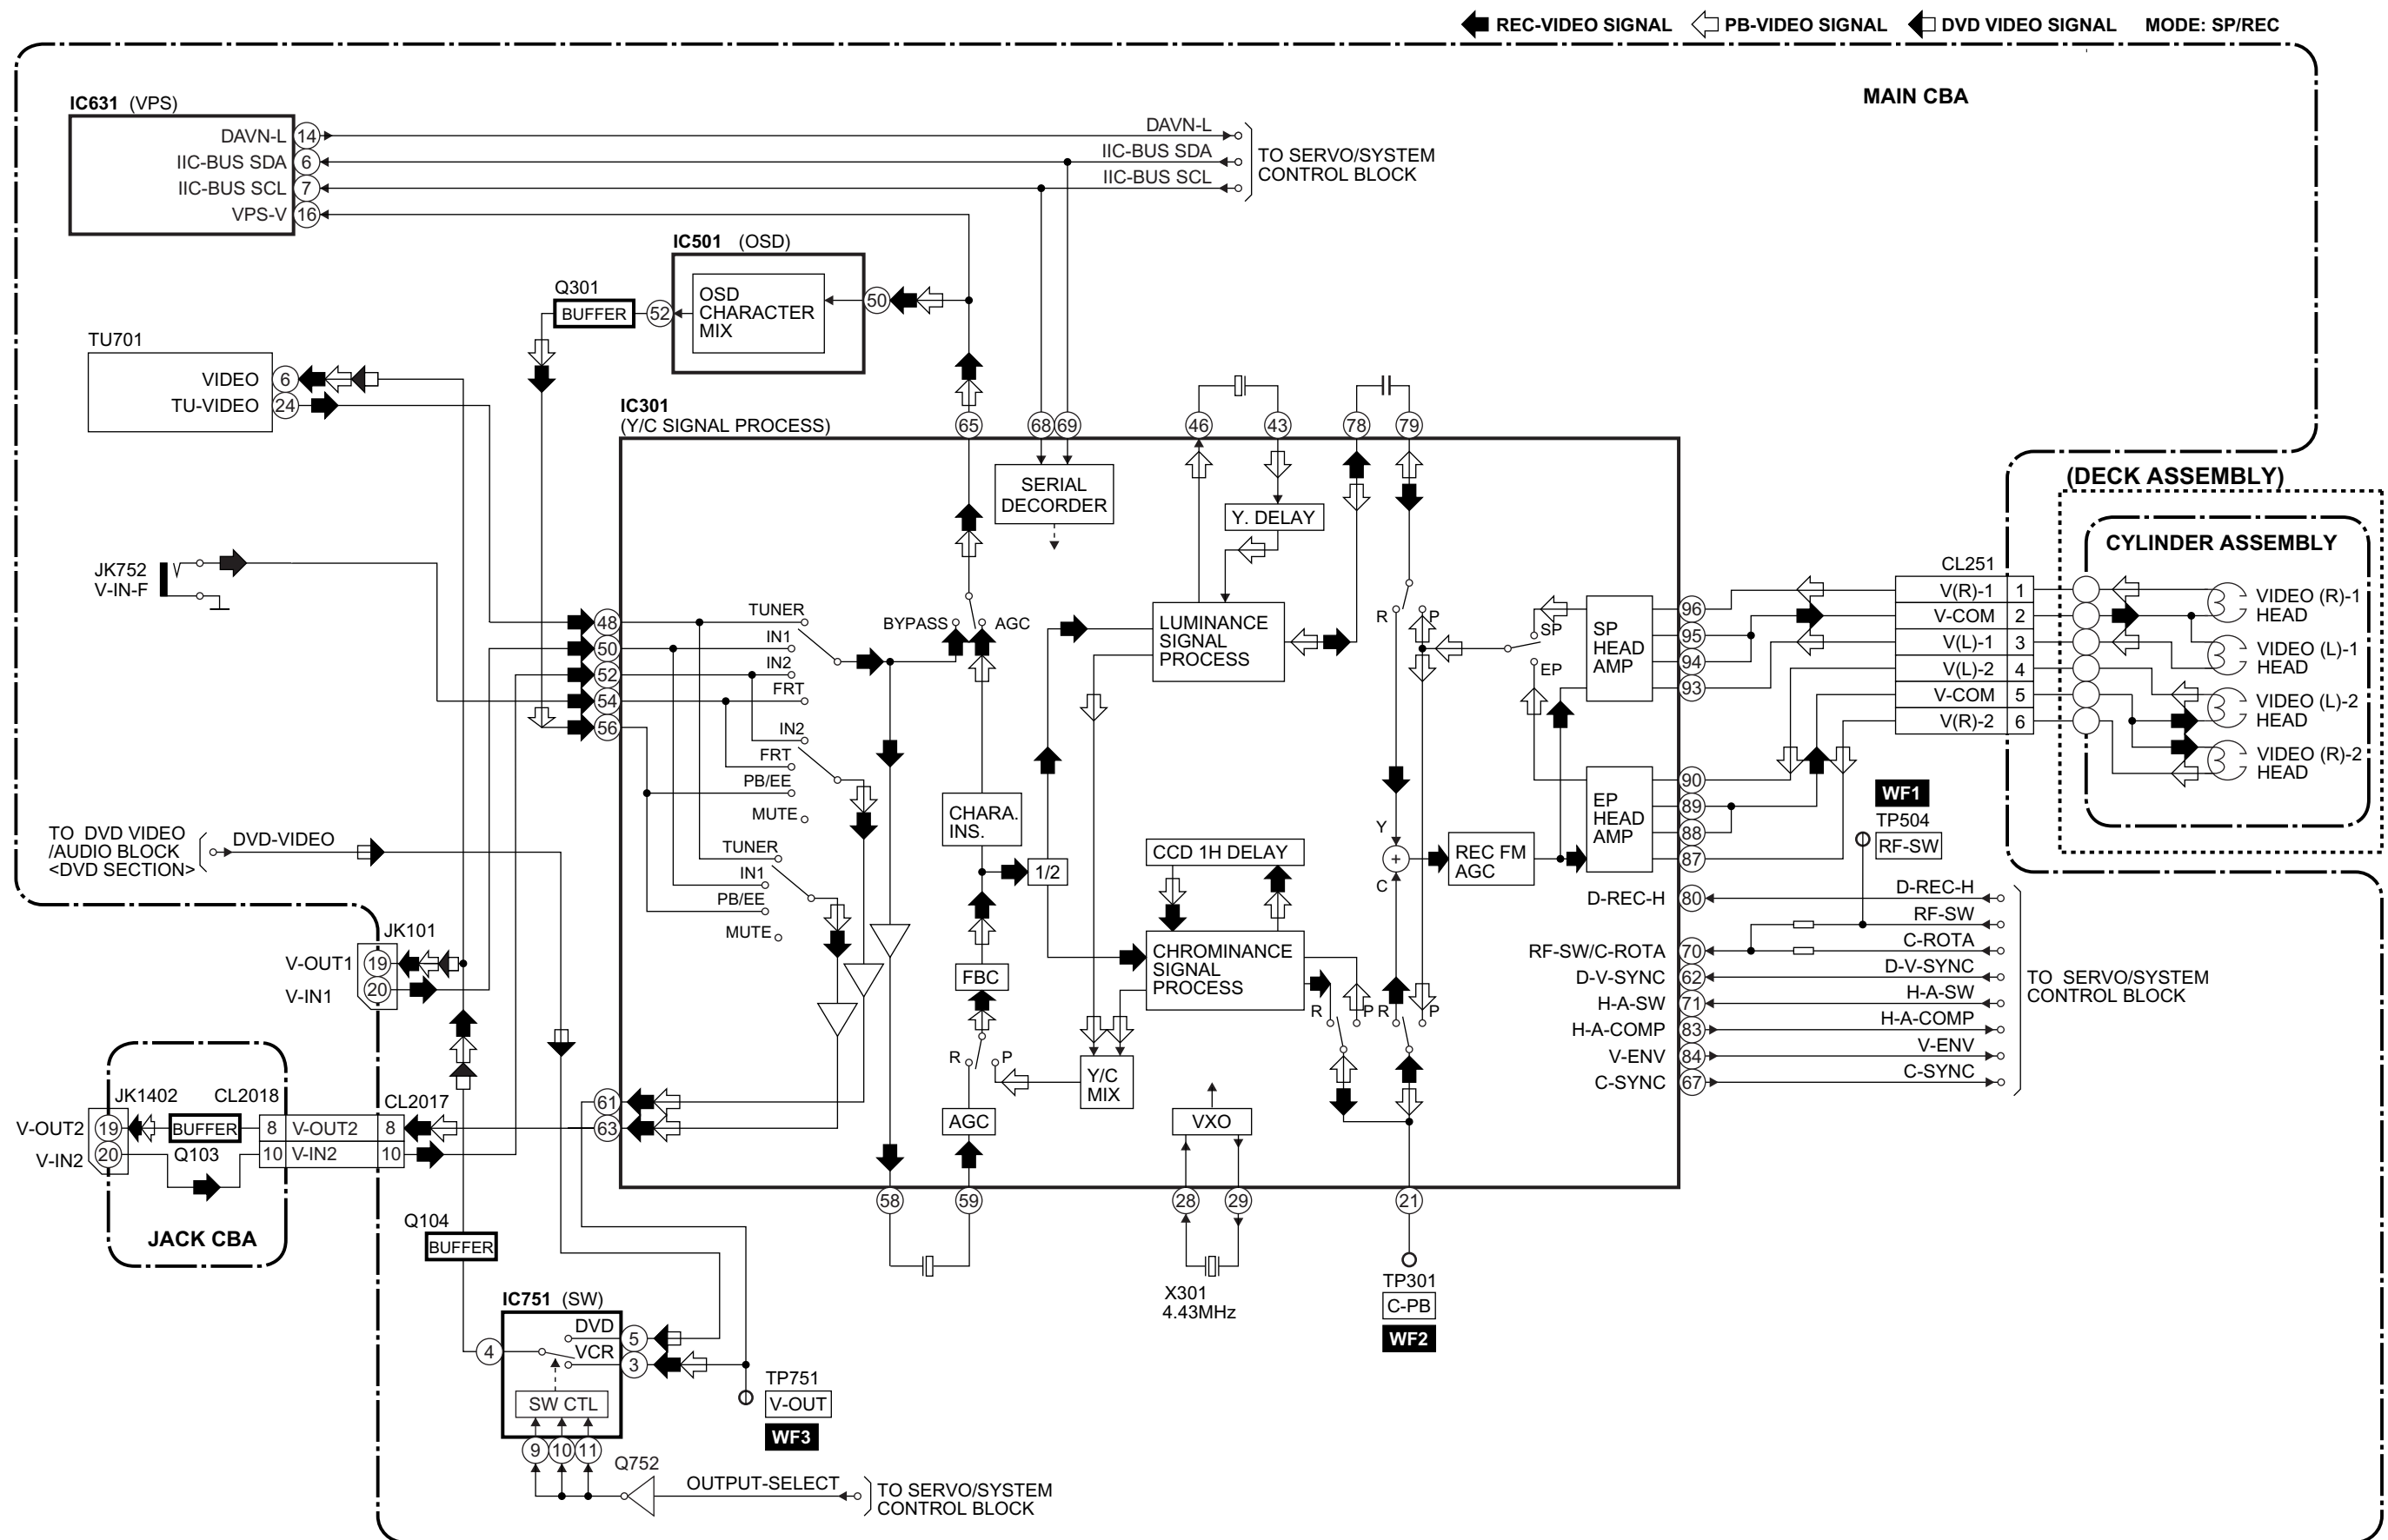 REC-VIDEO SIGNAL PB-VIDEO SIGNAL DVD VIDEO SIGNAL MODE: SP/REC
MAIN CBA
IC631 (VPS)
DAVN-L 14
IIC-BUS SDA 6
IIC-BUS SCL 7
VPS-V 16
DAVN-L
IIC-BUS SDA
IIC-BUS SCL
TO SERVO/SYSTEM
CONTROL BLOCK
IC501 (OSD)
OSD
CHARACTER
MIX
50
52
Q301
BUFFER
TU701
VIDEO 6
TU-VIDEO 24
IC301
(Y/C SIGNAL PROCESS)
65
68
69
46
43
78
79
SERIAL
DECORDER
Y. DELAY
JK752
V-IN-F
48
50
52
54
56
TUNER
IN1
IN2
FRT
IN2
FRT
PB/EE
MUTE
TUNER
IN1
PB/EE
MUTE
BYPASS
AGC
LUMINANCE
SIGNAL
PROCESS
R
P
SP
EP
SP
HEAD
AMP
96
95
94
93
EP
HEAD
AMP
90
89
88
87
CHARA.
INS.
1/2
CCD 1H DELAY
CHROMINANCE
SIGNAL
PROCESS
Y
+
C
REC FM
AGC
FBC
R
P
AGC
Y/C
MIX
VXO
R
P
R
P
61
63
58
59
28
29
21
X301
4.43MHz
TP301
C-PB
WF2
(DECK ASSEMBLY)
CYLINDER ASSEMBLY
CL251
V(R)-1 1
V-COM 2
V(L)-1 3
V(L)-2 4
V-COM 5
V(R)-2 6
VIDEO (R)-1
HEAD
VIDEO (L)-1
HEAD
VIDEO (L)-2
HEAD
VIDEO (R)-2
HEAD
WF1
TP504
RF-SW
D-REC-H 80
RF-SW/C-ROTA 70
D-V-SYNC 62
H-A-SW 71
H-A-COMP 83
V-ENV 84
C-SYNC 67
D-REC-H
RF-SW
C-ROTA
D-V-SYNC
H-A-SW
H-A-COMP
V-ENV
C-SYNC
TO SERVO/SYSTEM
CONTROL BLOCK
TO DVD VIDEO
/AUDIO BLOCK
<DVD SECTION>
DVD-VIDEO
JK101
V-OUT1 19
V-IN1 20
JK1402
CL2018
CL2017
V-OUT2 19
V-IN2 20
BUFFER
Q103
8 V-OUT2 8
10 V-IN2 10
JACK CBA
Q104
BUFFER
IC751 (SW)
DVD 5
VCR 3
4
SW CTL
9
10
11
TP751
V-OUT
WF3
Q752
OUTPUT-SELECT
TO SERVO/SYSTEM
CONTROL BLOCK